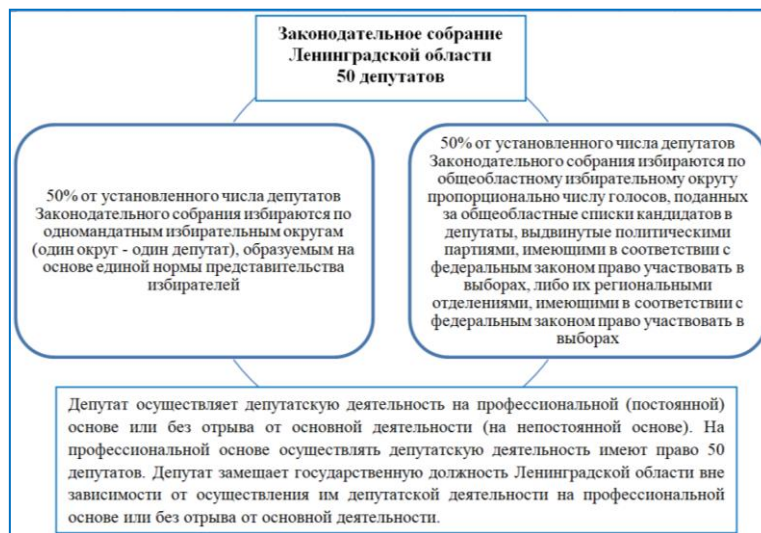 Законодательное собрание
Ленинградской области
50 депутатов
50% от установленного числа депутатов
Законодательного собрания избираются по
одномандатным избирательным округам
(один округ - один депутат), образуемым на
основе единой нормы представительства
избирателей
50% от установленного числа депутатов
Законодательного собрания избираются по
общеобластному избирательному округу
пропорционально числу голосов, поданных
за общеобластные списки кандидатов в
депутаты, выдвинутые политическими
партиями, имеющими в соответствии с
федеральным законом право участвовать в
выборах, либо их региональными
отделениями, имеющими в соответствии с
федеральным законом право участвовать в
выборах
Депутат осуществляет депутатскую деятельность на профессиональной (постоянной)
основе или без отрыва от основной деятельности (на непостоянной основе). На
профессиональной основе осуществлять депутатскую деятельность имеют право 50
депутатов. Депутат замещает государственную должность Ленинградской области вне
зависимости от осуществления им депутатской деятельности на профессиональной
основе или без отрыва от основной деятельности.